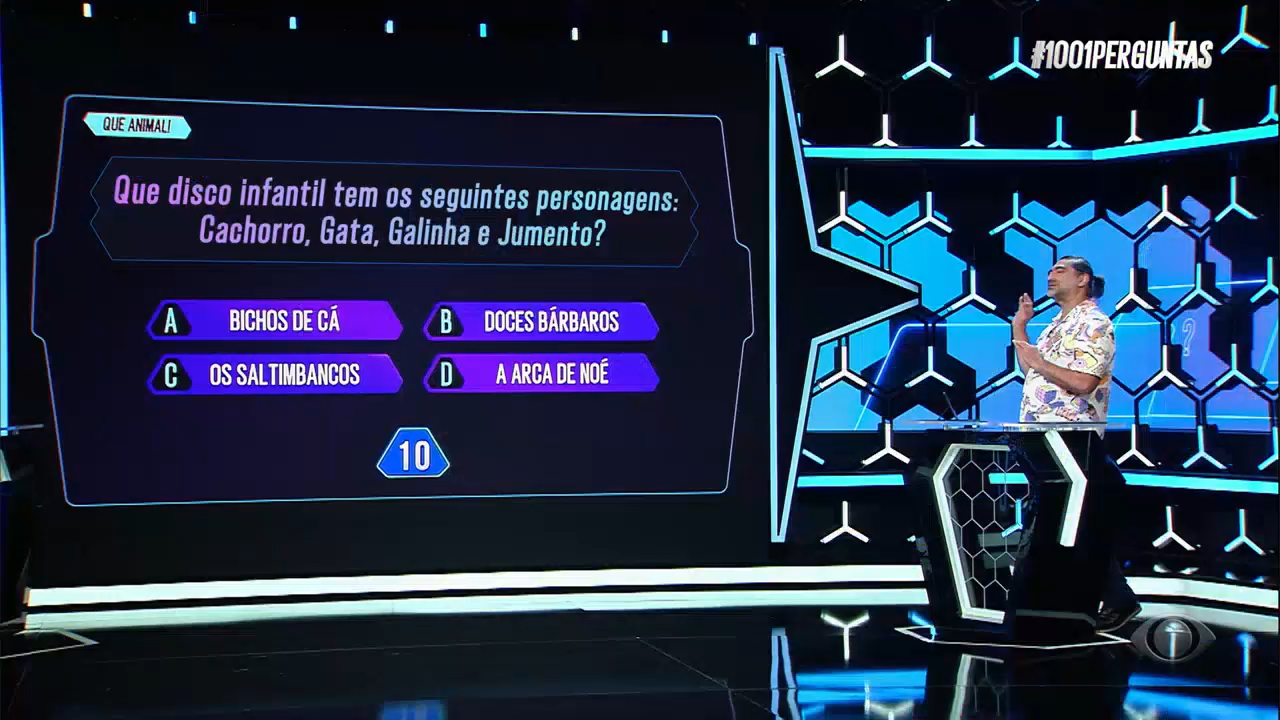 #1001PERGUNTAS
QUE ANIMAL!
Que disco infantil tem os seguintes personagens:
Cachorro, Gata, Galinha e Jumento?
A BICHOS DE CÁ
B DOCES BÁRBAROS
C OS SALTIMBANCOS
D A ARCA DE NOÉ
10
?